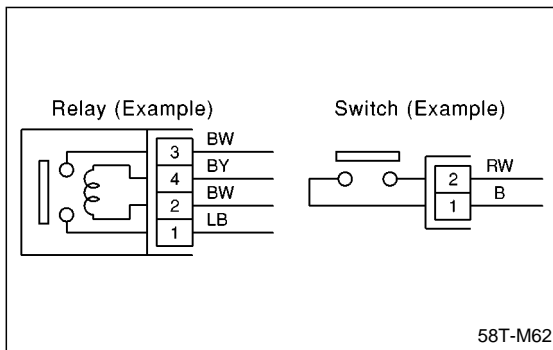 Relay (Example)
3 BW
4 BY
2 BW
1 LB
Switch (Example)
2 RW
1 B
58T-M62